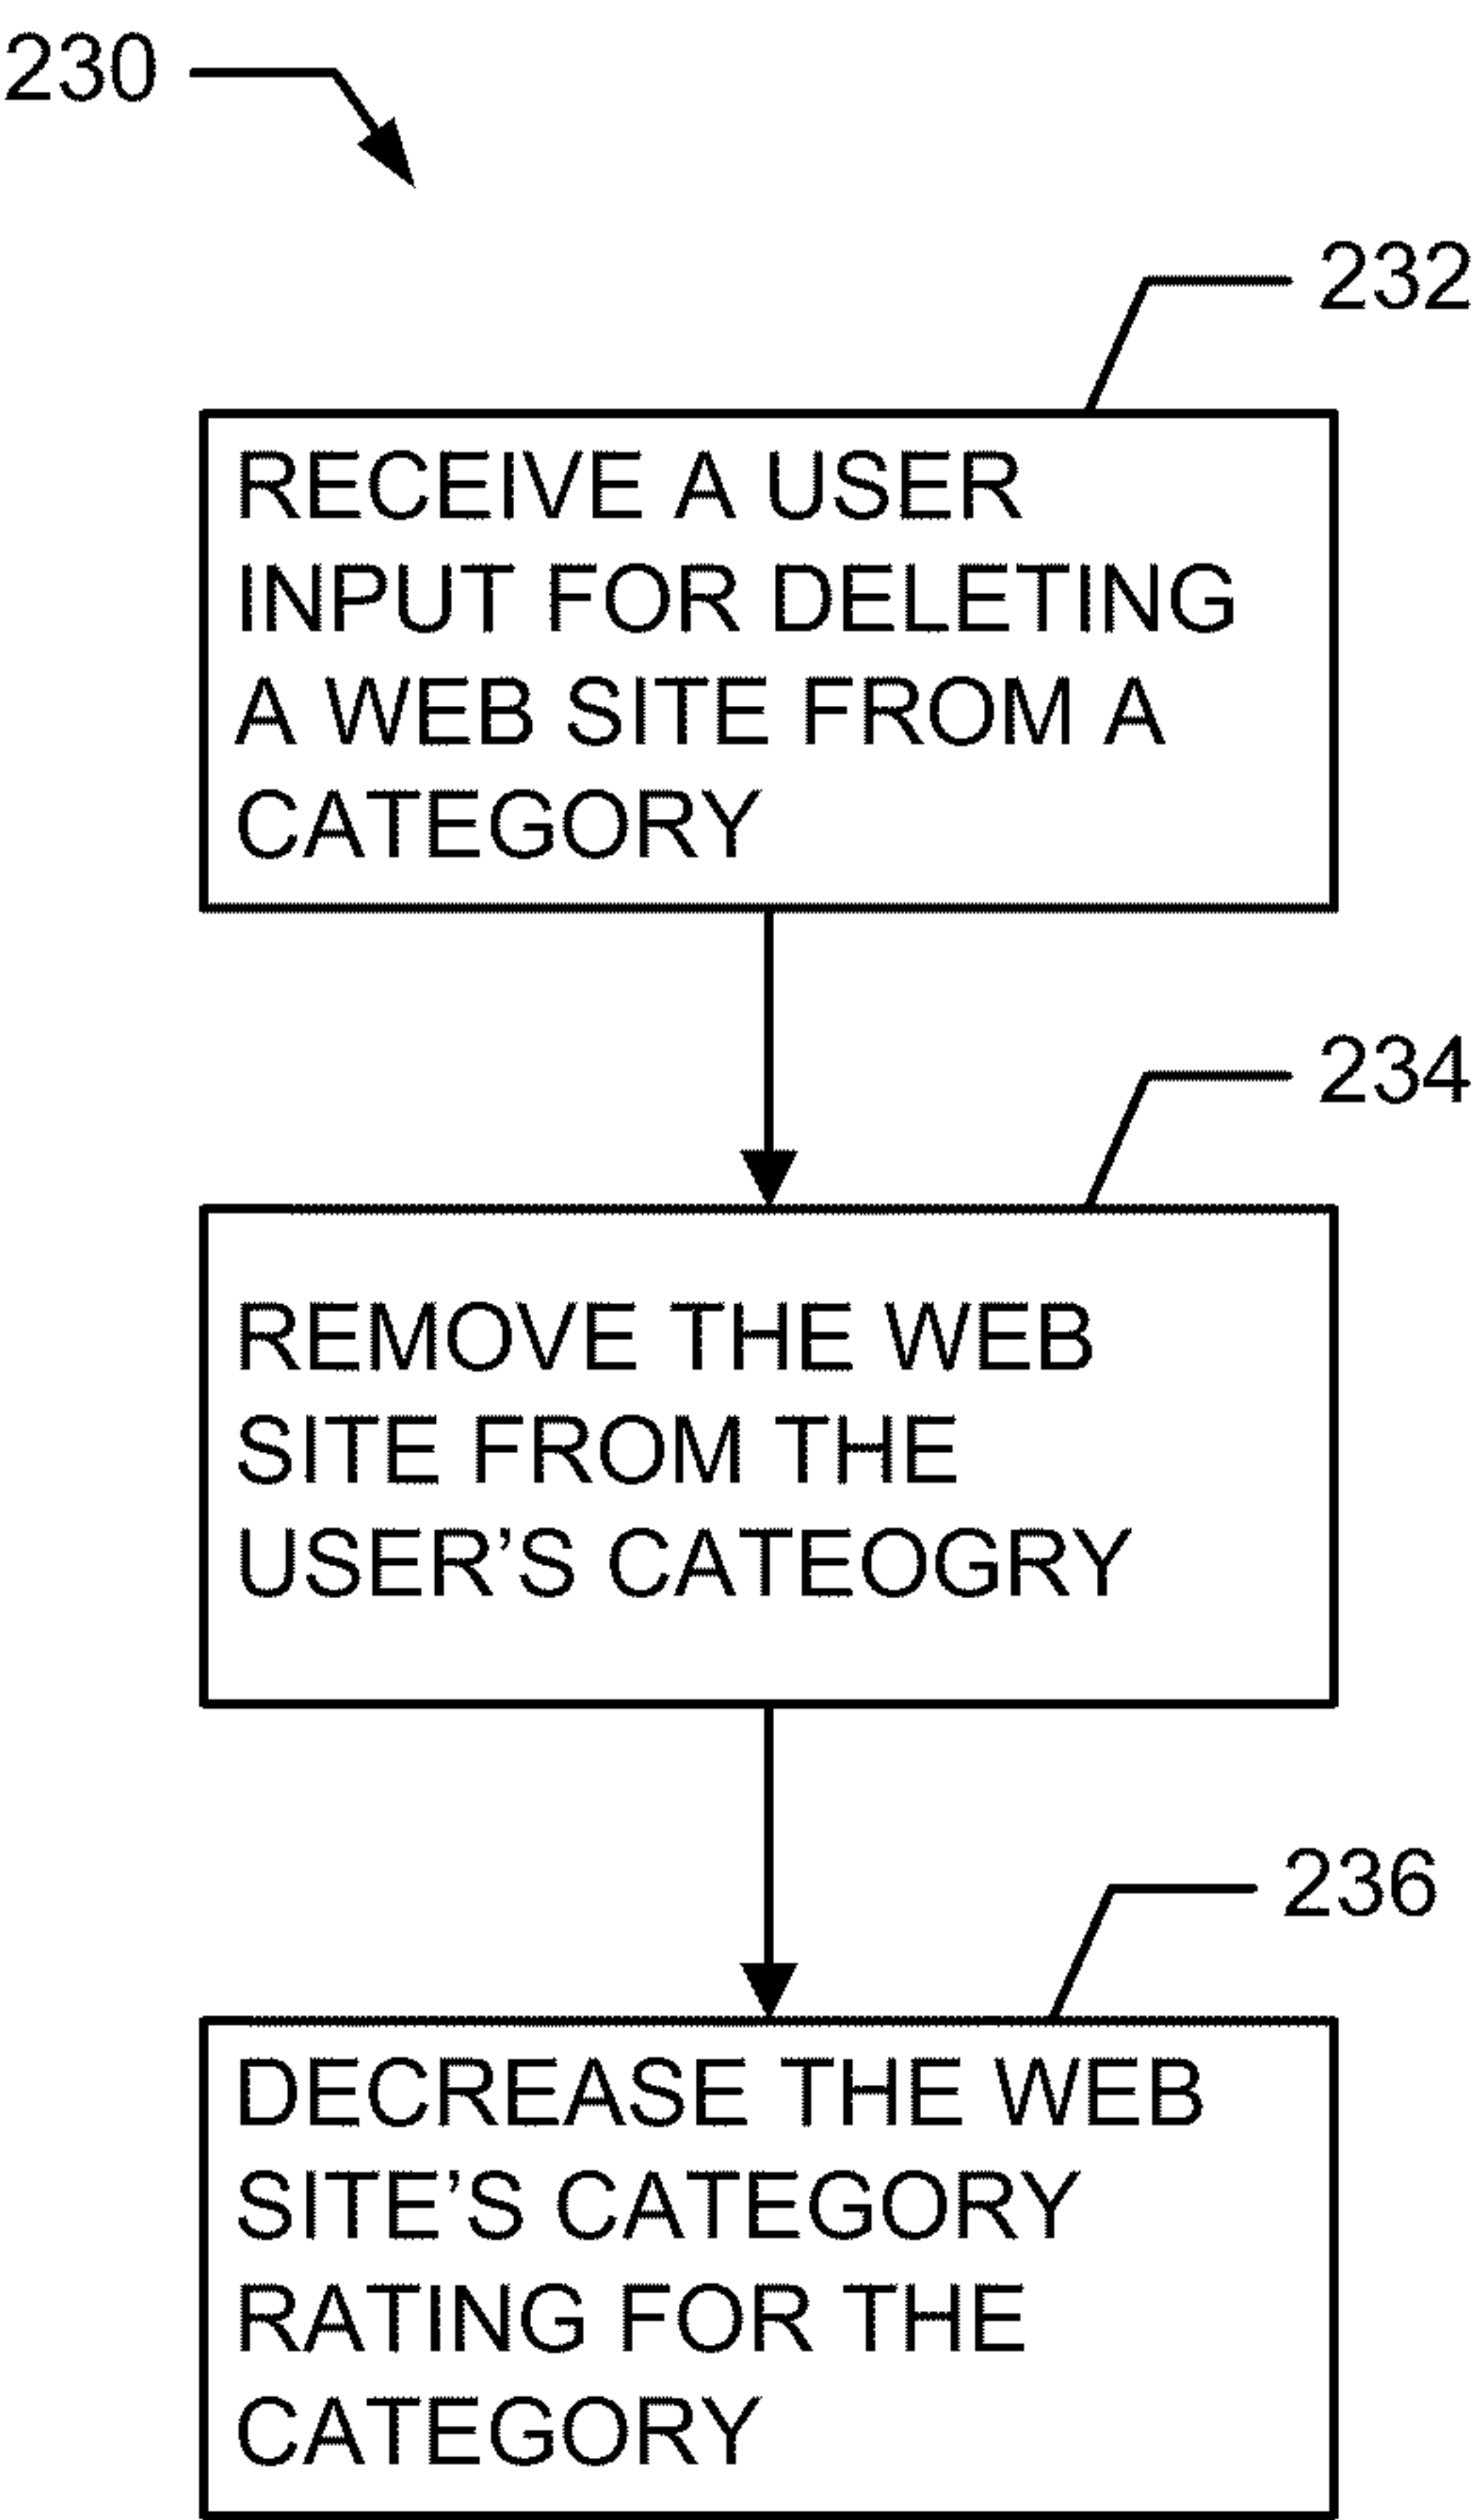 230
232
RECEIVE A USER
INPUT FOR DELETING
A WEB SITE FROM A
CATEGORY
234
REMOVE THE WEB
SITE FROM THE
USER’S CATEOGRY
236
DECREASE THE WEB
SITE’S CATEGORY
RATING FOR THE
CATEGORY